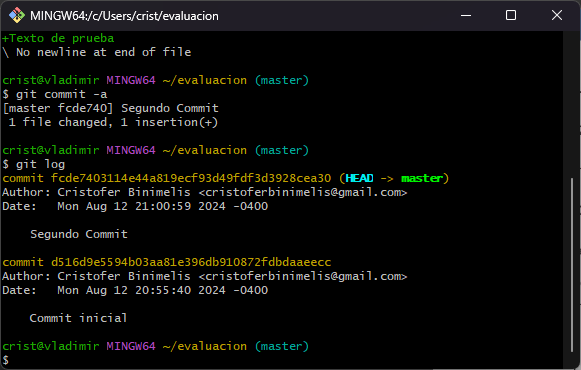 MINGW64:/c/Users/crist/evaluacion
+Texto de prueba
\ No newline at end of file
crist@vladimir MINGW64 ~/evaluacion (master)
$ git commit -a
[master fcde740] Segundo Commit
 1 file changed, 1 insertion(+)
crist@vladimir MINGW64 ~/evaluacion (master)
$ git log
commit fcde7403114e44a819ecf93d49fdf3d3928cea30 (HEAD -> master)
Author: Cristofer Binimelis <cristoferbinimelis@gmail.com>
Date:   Mon Aug 12 21:00:59 2024 -0400
    Segundo Commit
commit d516d9e5594b03aa81e396db910872fdbdaaeecc
Author: Cristofer Binimelis <cristoferbinimelis@gmail.com>
Date:   Mon Aug 12 20:55:40 2024 -0400
    Commit inicial
crist@vladimir MINGW64 ~/evaluacion (master)
$